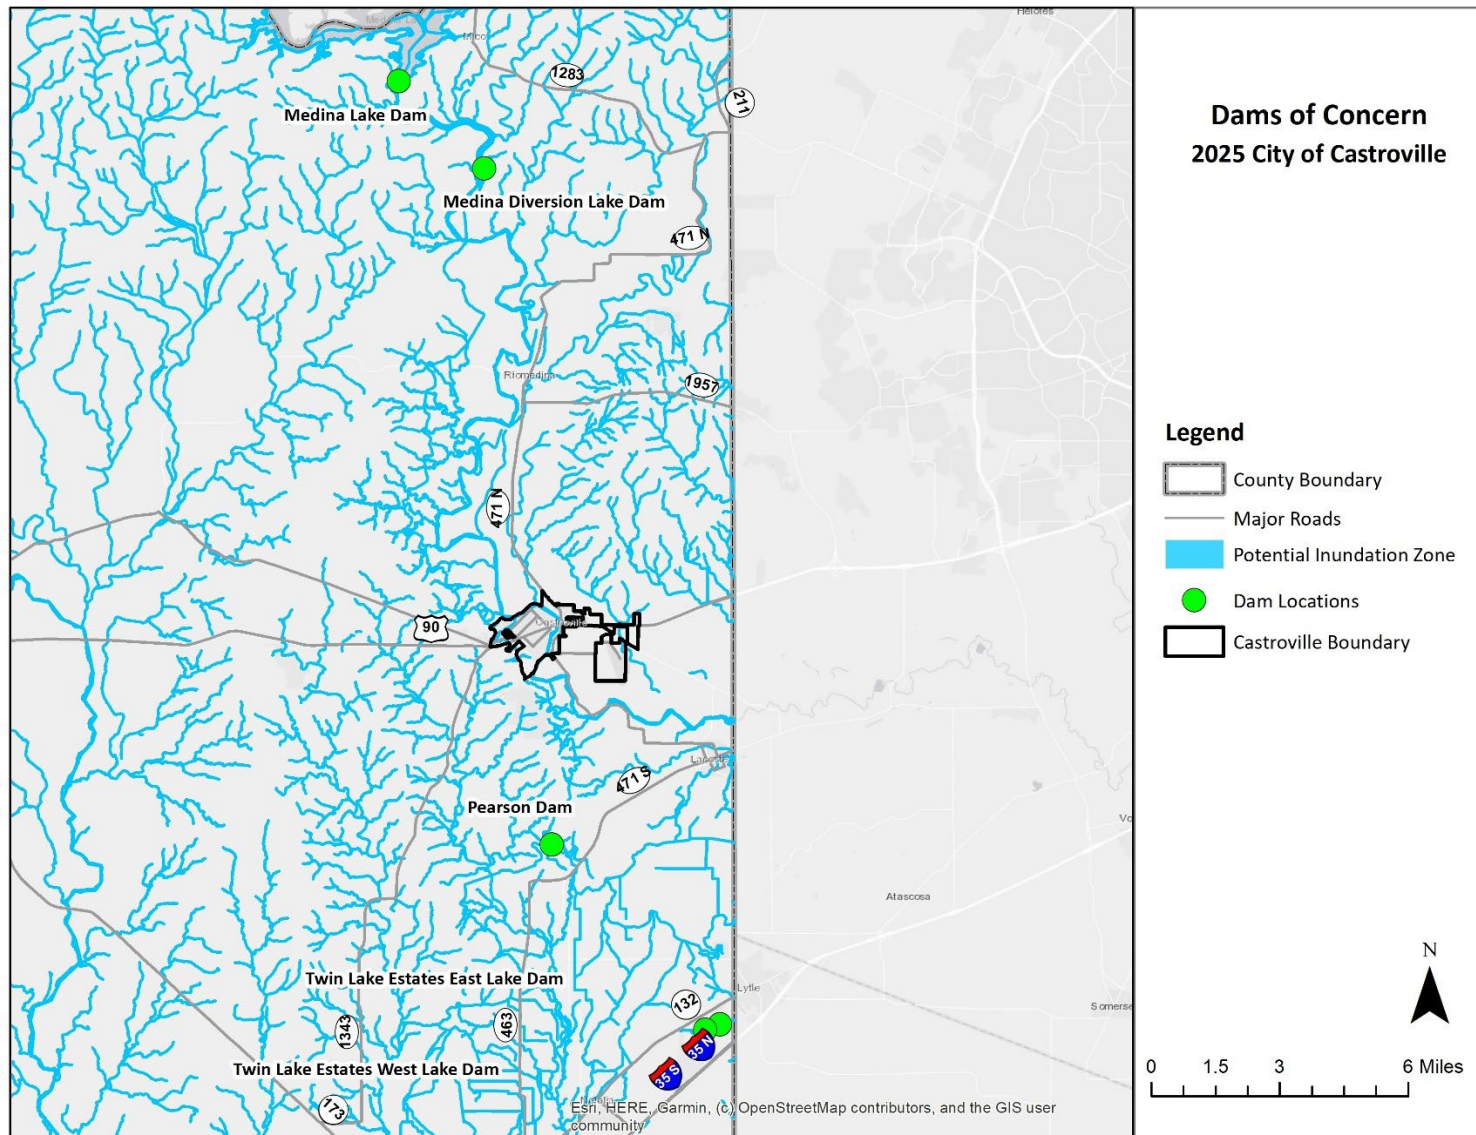 Helotes
Mico
1283
211
Medina Lake Dam
Medina Diversion Lake Dam
471 N
Riomedina
1957
471 N
90
Castroville
Lacoste
471 S
Pearson Dam
Atascosa
Twin Lake Estates East Lake Dam
Lytle
132
Somerse
1343
463
35 N
Twin Lake Estates West Lake Dam
35 S
173
Esri, HERE, Garmin, (c) OpenStreetMap contributors, and the GIS user
community
Dams of Concern
2025 City of Castroville
Legend
County Boundary
Major Roads
Potential Inundation Zone
Dam Locations
Castroville Boundary
N
0 1.5 3 6 Miles